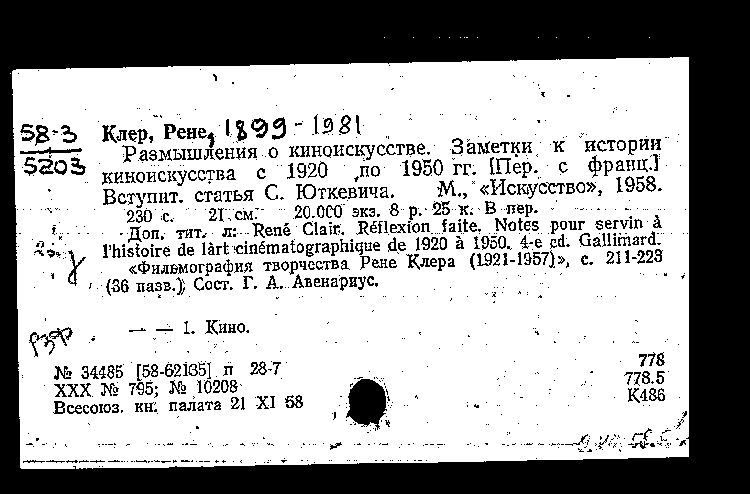 58-3
5203
Клер, Рене, 1899-1981
Размышления о киноискусстве. Заметки к истории
киноискусства с 1920 по 1950 гг. [Пер. с франц.]
Вступит. статья С. Юткевича. М., «Искусство», 1958.
230 с. 21 см. 20.000 экз. 8 р. 25 к. В пер.
Доп. тит. л: René Clair. Réflexion faite. Notes pour servin à
l'histoire de làrt cinématographique de 1920 à 1950. 4-e ed. Gallimard.
«Фильмография творчества Рене Клера (1921-1957)», с. 211-223
(36 пазв.); Сост. Г. А. Авенариус.
— — 1. Кино.
№ 34485 [58-62135] п 28-7
XXX № 795; № 10208
Всесоюз. кн. палата 21 XI 58
778
778.5
К486